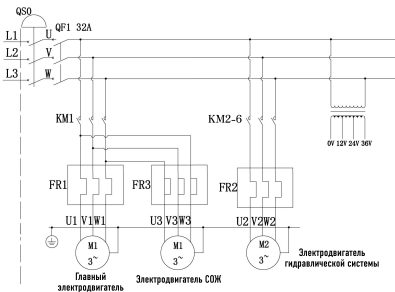 QS0
QF1 32A
L1 U
L2 V
L3 W
KM1
KM2-6
0V 12V 24V 36V
FR1
FR3
FR2
U1 V1W1
U3 V3W3
U2 V2W2
M1
3~
M1
3~
M2
3~
Главный
электродвигатель
Электродвигатель СОЖ
Электродвигатель
гидравлической системы